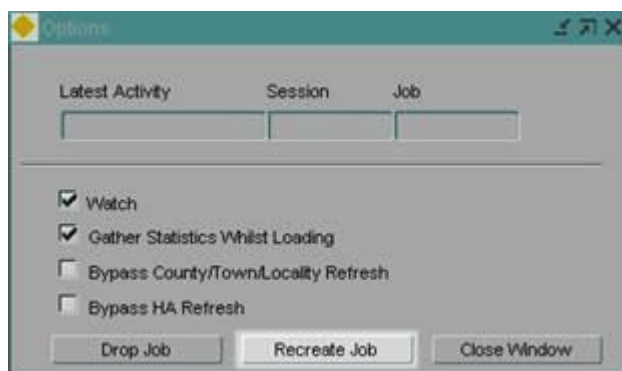 Options
Latest Activity Session Job
Watch
Gather Statistics Whilst Loading
Bypass County/Town/Locality Refresh
Bypass HA Refresh
Drop Job Recreate Job Close Window